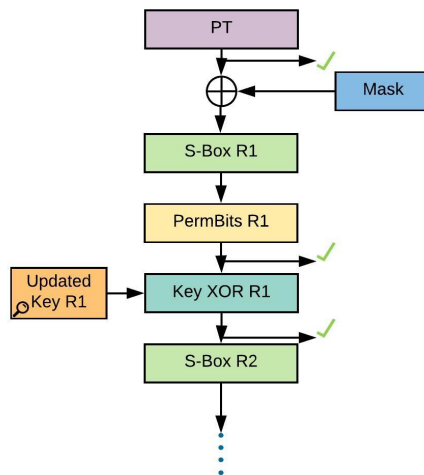 PT
Mask
S-Box R1
PermBits R1
Updated
Key R1
Key XOR R1
S-Box R2